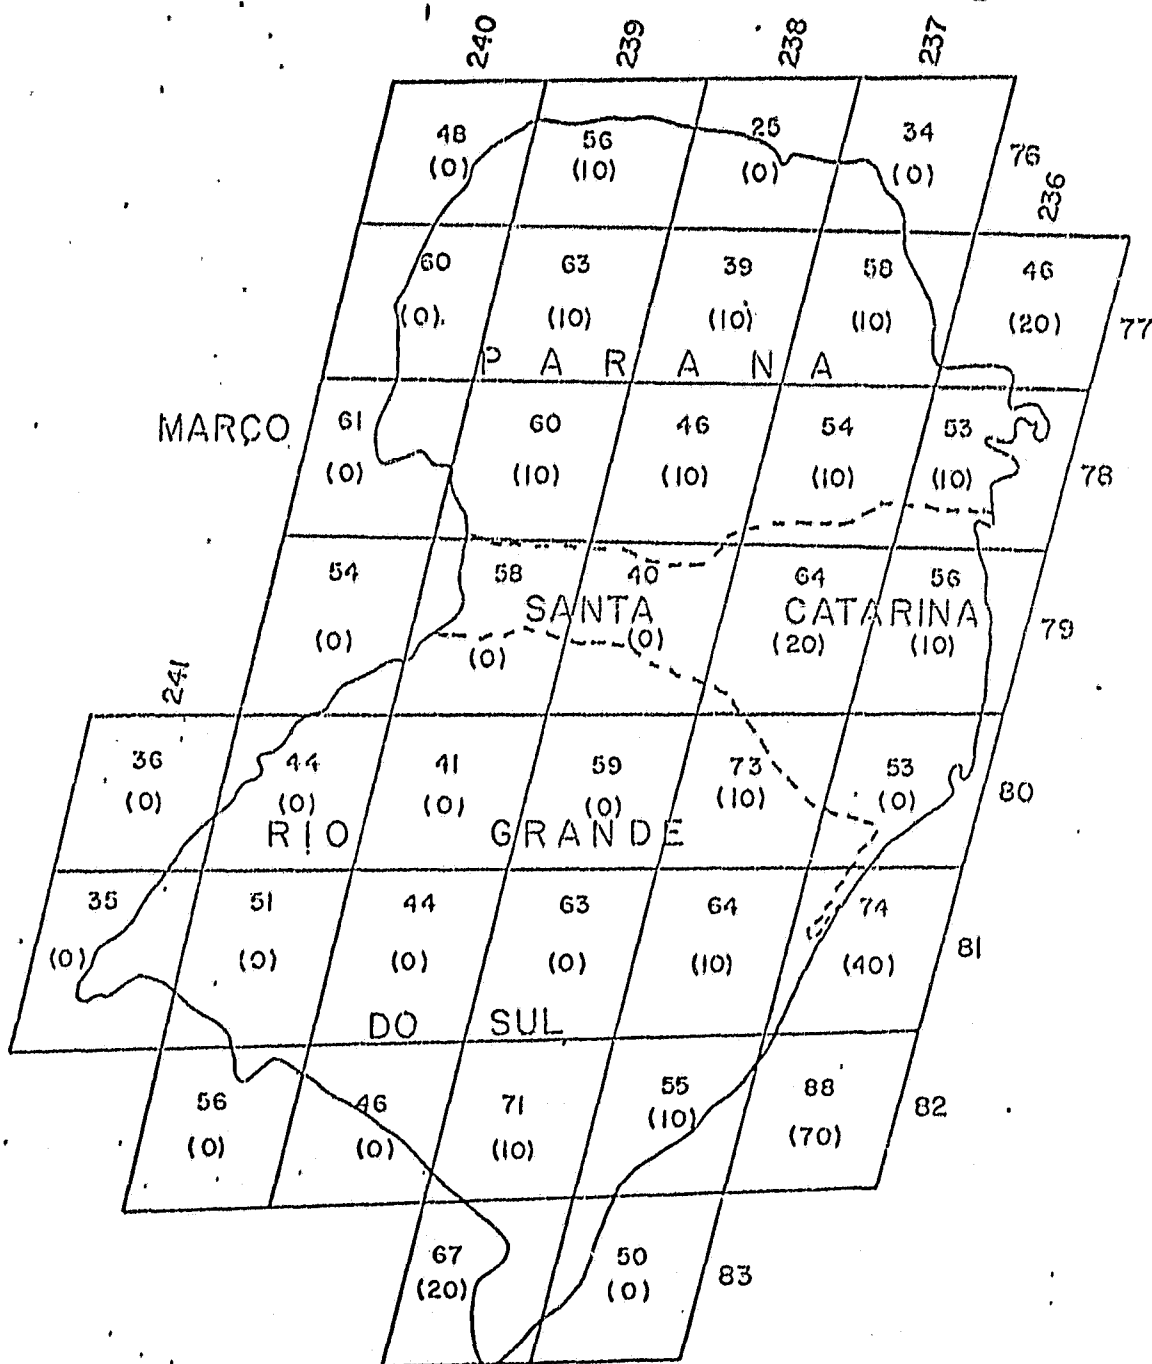 240 239 238 237
48 56 25 34
(0) (10) (0) (0) 76
236
60 63 39 58 46
(0) (10) (10) (10) (20) 77
PARANA
MARÇO 61 60 46 54 53
(0) (10) (10) (10) (10) 78
54 58 40 64 56
SANTA CATARINA 79
(0) (0) (0) (20) (10)
241
36 44 41 59 73 53
(0) (0) (0) (0) (10) (0) 80
RIO GRANDE
35 51 44 63 64 74
(0) (0) (0) (0) (10) (40) 81
DO SUL
56 46 71 55 88 82
(0) (0) (10) (10) (70)
67 50 83
(20) (0)